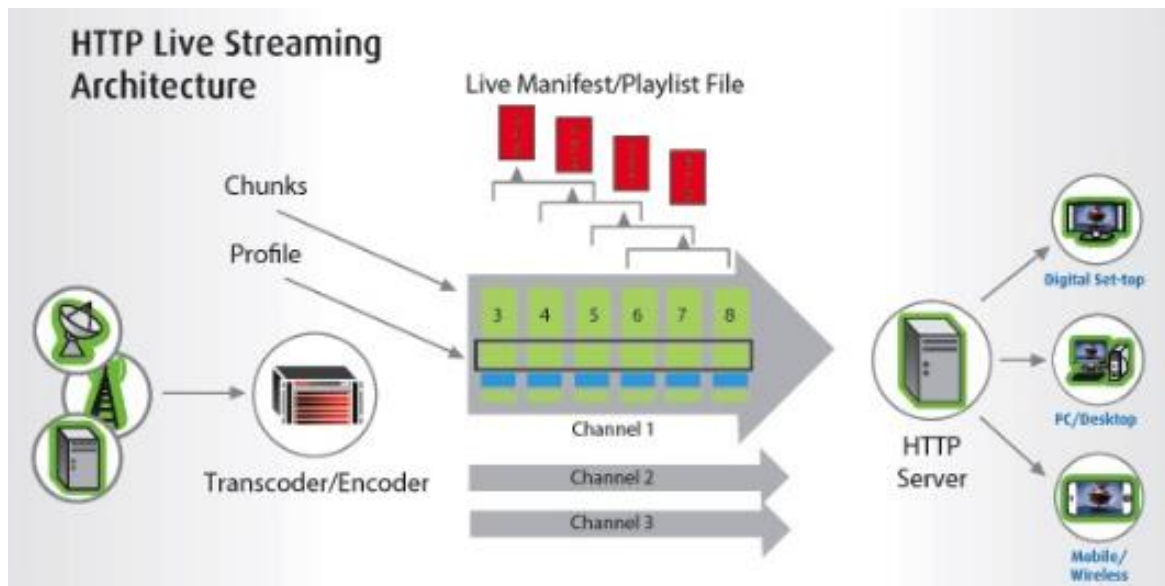 HTTP Live Streaming
Architecture
Live Manifest/Playlist File
Chunks
Profile
3 4 5 6 7 8
Channel 1
Channel 2
Channel 3
Transcoder/Encoder
HTTP
Server
Digital Set-top
PC/Desktop
Mobile/
Wireless